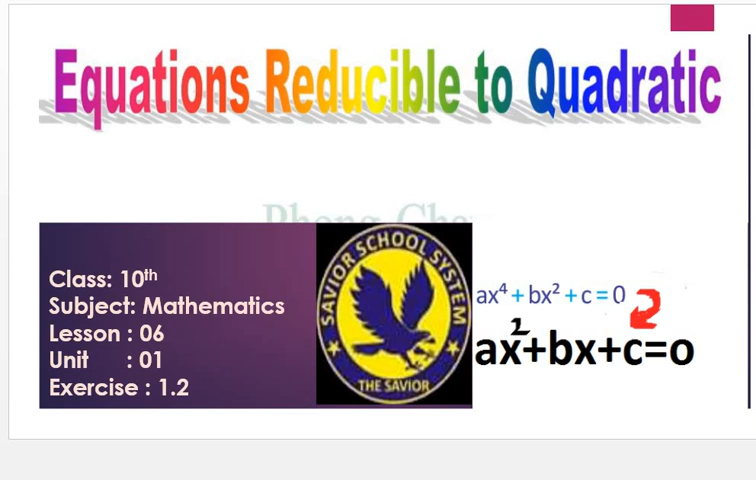 Equations Reducible to Quadratic
Class: 10th
Subject: Mathematics
Lesson : 06
Unit : 01
Exercise : 1.2
SAVIOR SCHOOL SYSTEM
THE SAVIOR
ax⁴ + bx² + c = 0
ax²+bx+c=o